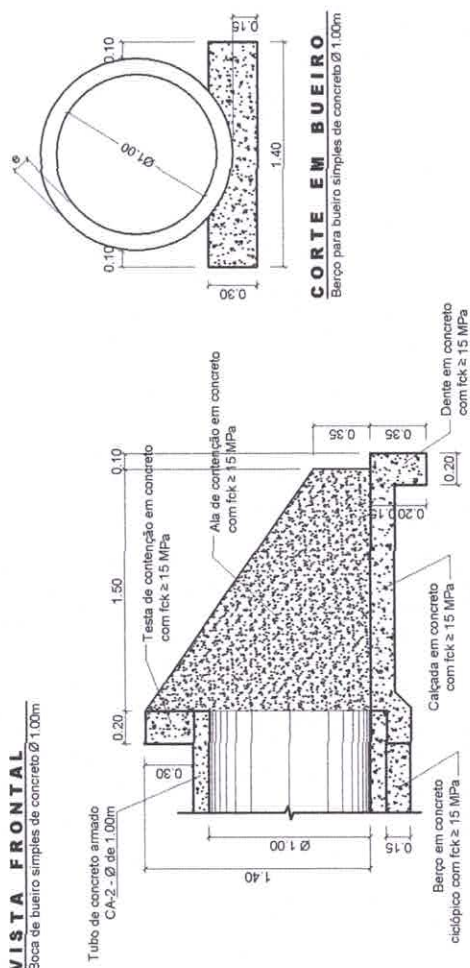 VISTA FRONTAL
Boca de bueiro simples de concreto Ø 1,00m
Tubo de concreto armado
CA-2 - Ø de 1.00m
Testa de contenção em concreto
com fck ≥ 15 MPa
Ala de contenção em concreto
com fck ≥ 15 MPa
0.20
1.50
0.10
0.30
1.40
Ø 1.00
0.15
0.35
0.35
0.20
0.15
0.20
Berço em concreto
ciclópico com fck ≥ 15 MPa
Calçada em concreto
com fck ≥ 15 MPa
Dente em concreto
com fck ≥ 15 MPa
e
Ø1.00
0.10
0.10
0.15
0.30
1.40
CORTE EM BUEIRO
Berço para bueiro simples de concreto Ø 1,00m